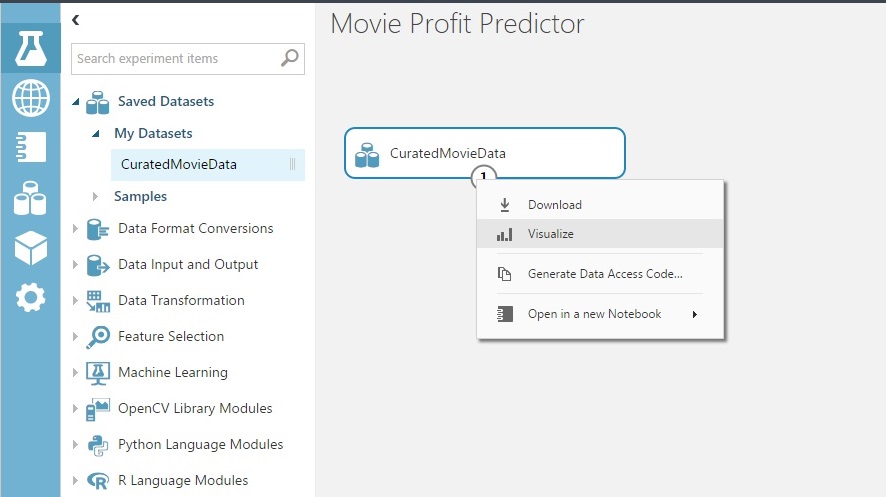 Movie Profit Predictor
Search experiment items
Saved Datasets
My Datasets
CuratedMovieData
Samples
Data Format Conversions
Data Input and Output
Data Transformation
Feature Selection
Machine Learning
OpenCV Library Modules
Python Language Modules
R Language Modules
CuratedMovieData
1
Download
Visualize
Generate Data Access Code...
Open in a new Notebook